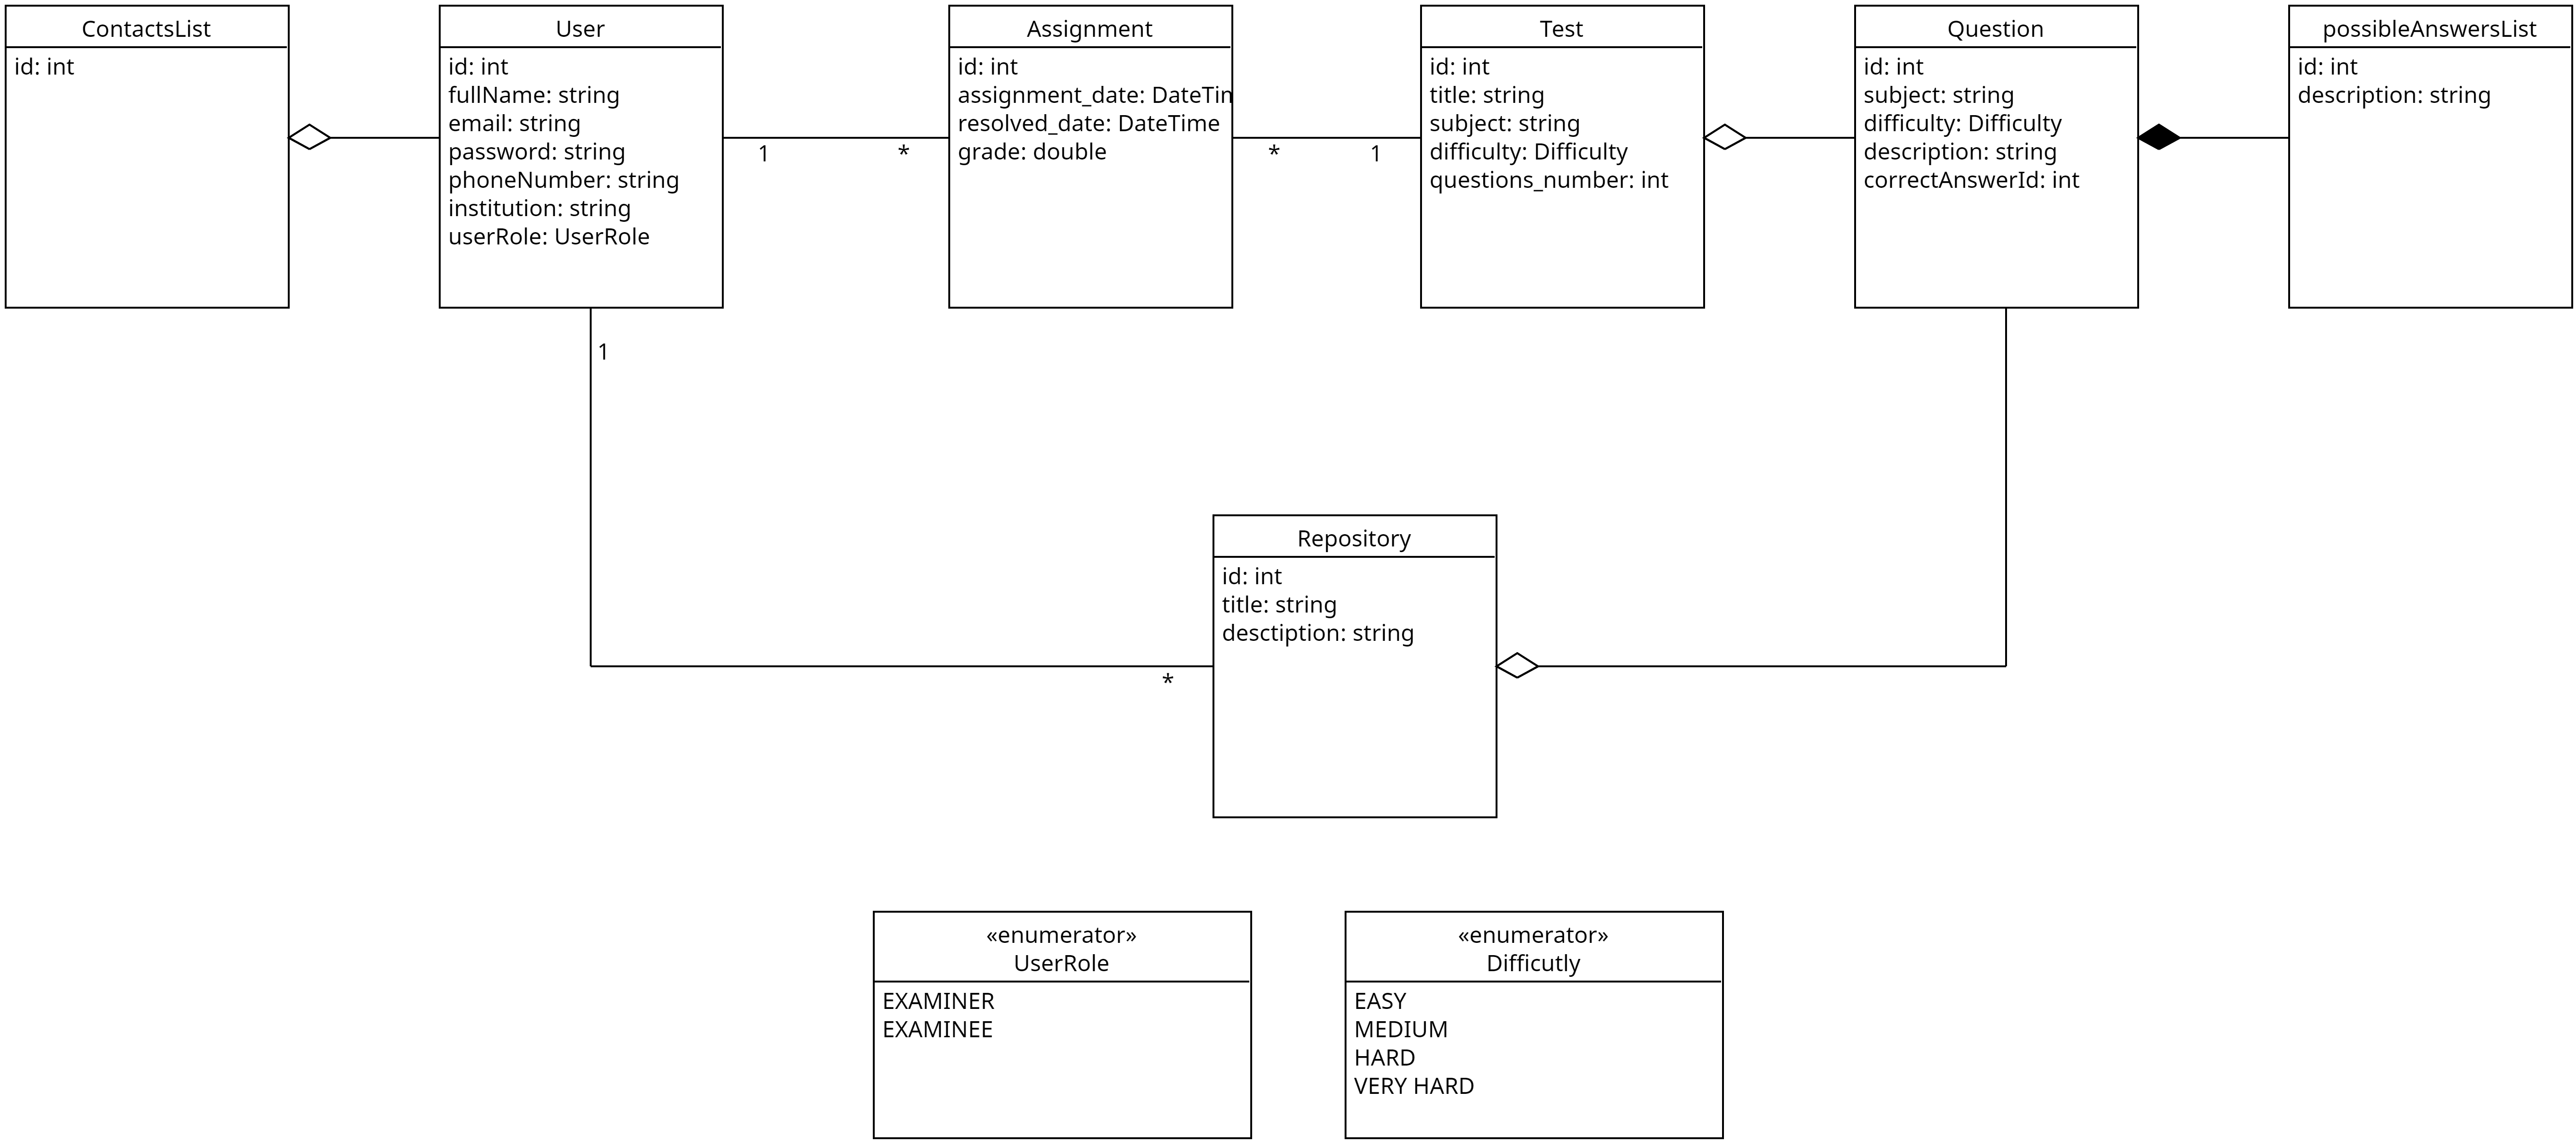 ContactsList
id: int
User
id: int
fullName: string
email: string
password: string
phoneNumber: string
institution: string
userRole: UserRole
1
*
Assignment
id: int
assignment_date: DateTin
resolved_date: DateTime
grade: double
*
1
Test
id: int
title: string
subject: string
difficulty: Difficulty
questions_number: int
Question
id: int
subject: string
difficulty: Difficulty
description: string
correctAnswerId: int
possibleAnswersList
id: int
description: string
1
*
Repository
id: int
title: string
desctiption: string
«enumerator»
UserRole
EXAMINER
EXAMINEE
«enumerator»
Difficutly
EASY
MEDIUM
HARD
VERY HARD